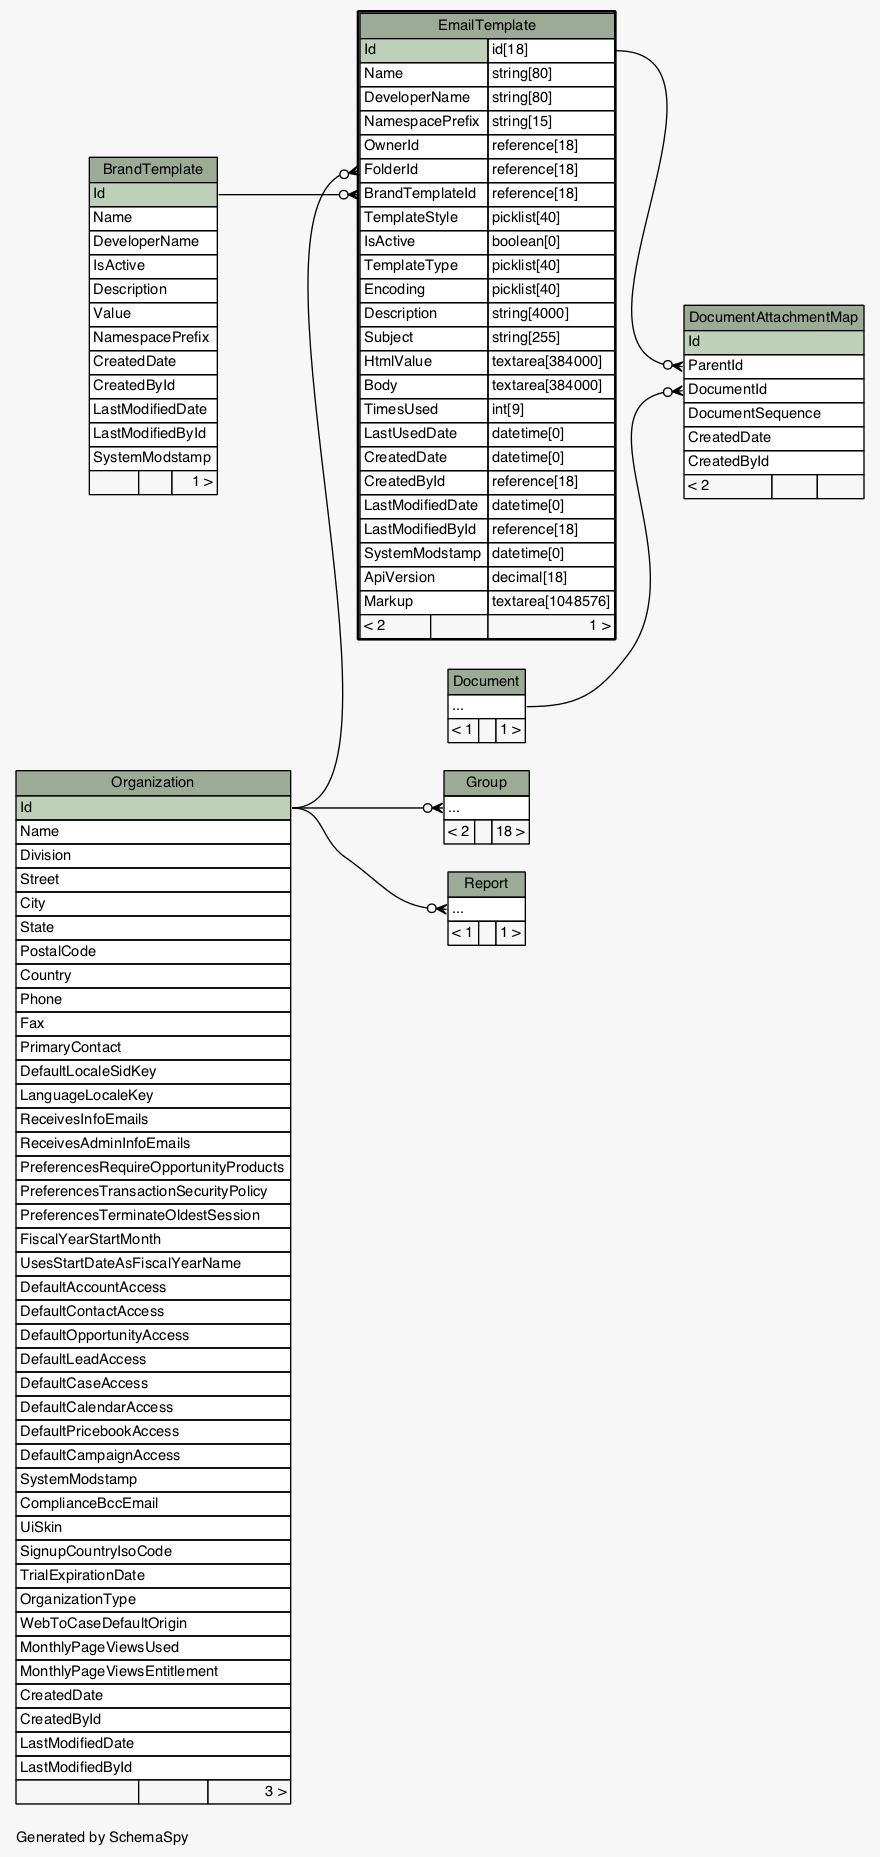 EmailTemplate
Id id[18]
Name string[80]
DeveloperName string[80]
NamespacePrefix string[15]
OwnerId reference[18]
FolderId reference[18]
BrandTemplateId reference[18]
TemplateStyle picklist[40]
IsActive boolean[0]
TemplateType picklist[40]
Encoding picklist[40]
Description string[4000]
Subject string[255]
HtmlValue textarea[384000]
Body textarea[384000]
TimesUsed int[9]
LastUsedDate datetime[0]
CreatedDate datetime[0]
CreatedById reference[18]
LastModifiedDate datetime[0]
LastModifiedById reference[18]
SystemModstamp datetime[0]
ApiVersion decimal[18]
Markup textarea[1048576]
< 2 1 >
BrandTemplate
Id
Name
DeveloperName
IsActive
Description
Value
NamespacePrefix
CreatedDate
CreatedById
LastModifiedDate
LastModifiedById
SystemModstamp
1 >
DocumentAttachmentMap
Id
ParentId
DocumentId
DocumentSequence
CreatedDate
CreatedById
< 2
Document
...
< 1 1 >
Group
...
< 2 18 >
Report
...
< 1 1 >
Organization
Id
Name
Division
Street
City
State
PostalCode
Country
Phone
Fax
PrimaryContact
DefaultLocaleSidKey
LanguageLocaleKey
ReceivesInfoEmails
ReceivesAdminInfoEmails
PreferencesRequireOpportunityProducts
PreferencesTransactionSecurityPolicy
PreferencesTerminateOldestSession
FiscalYearStartMonth
UsesStartDateAsFiscalYearName
DefaultAccountAccess
DefaultContactAccess
DefaultOpportunityAccess
DefaultLeadAccess
DefaultCaseAccess
DefaultCalendarAccess
DefaultPricebookAccess
DefaultCampaignAccess
SystemModstamp
ComplianceBccEmail
UiSkin
SignupCountryIsoCode
TrialExpirationDate
OrganizationType
WebToCaseDefaultOrigin
MonthlyPageViewsUsed
MonthlyPageViewsEntitlement
CreatedDate
CreatedById
LastModifiedDate
LastModifiedById
3 >
Generated by SchemaSpy